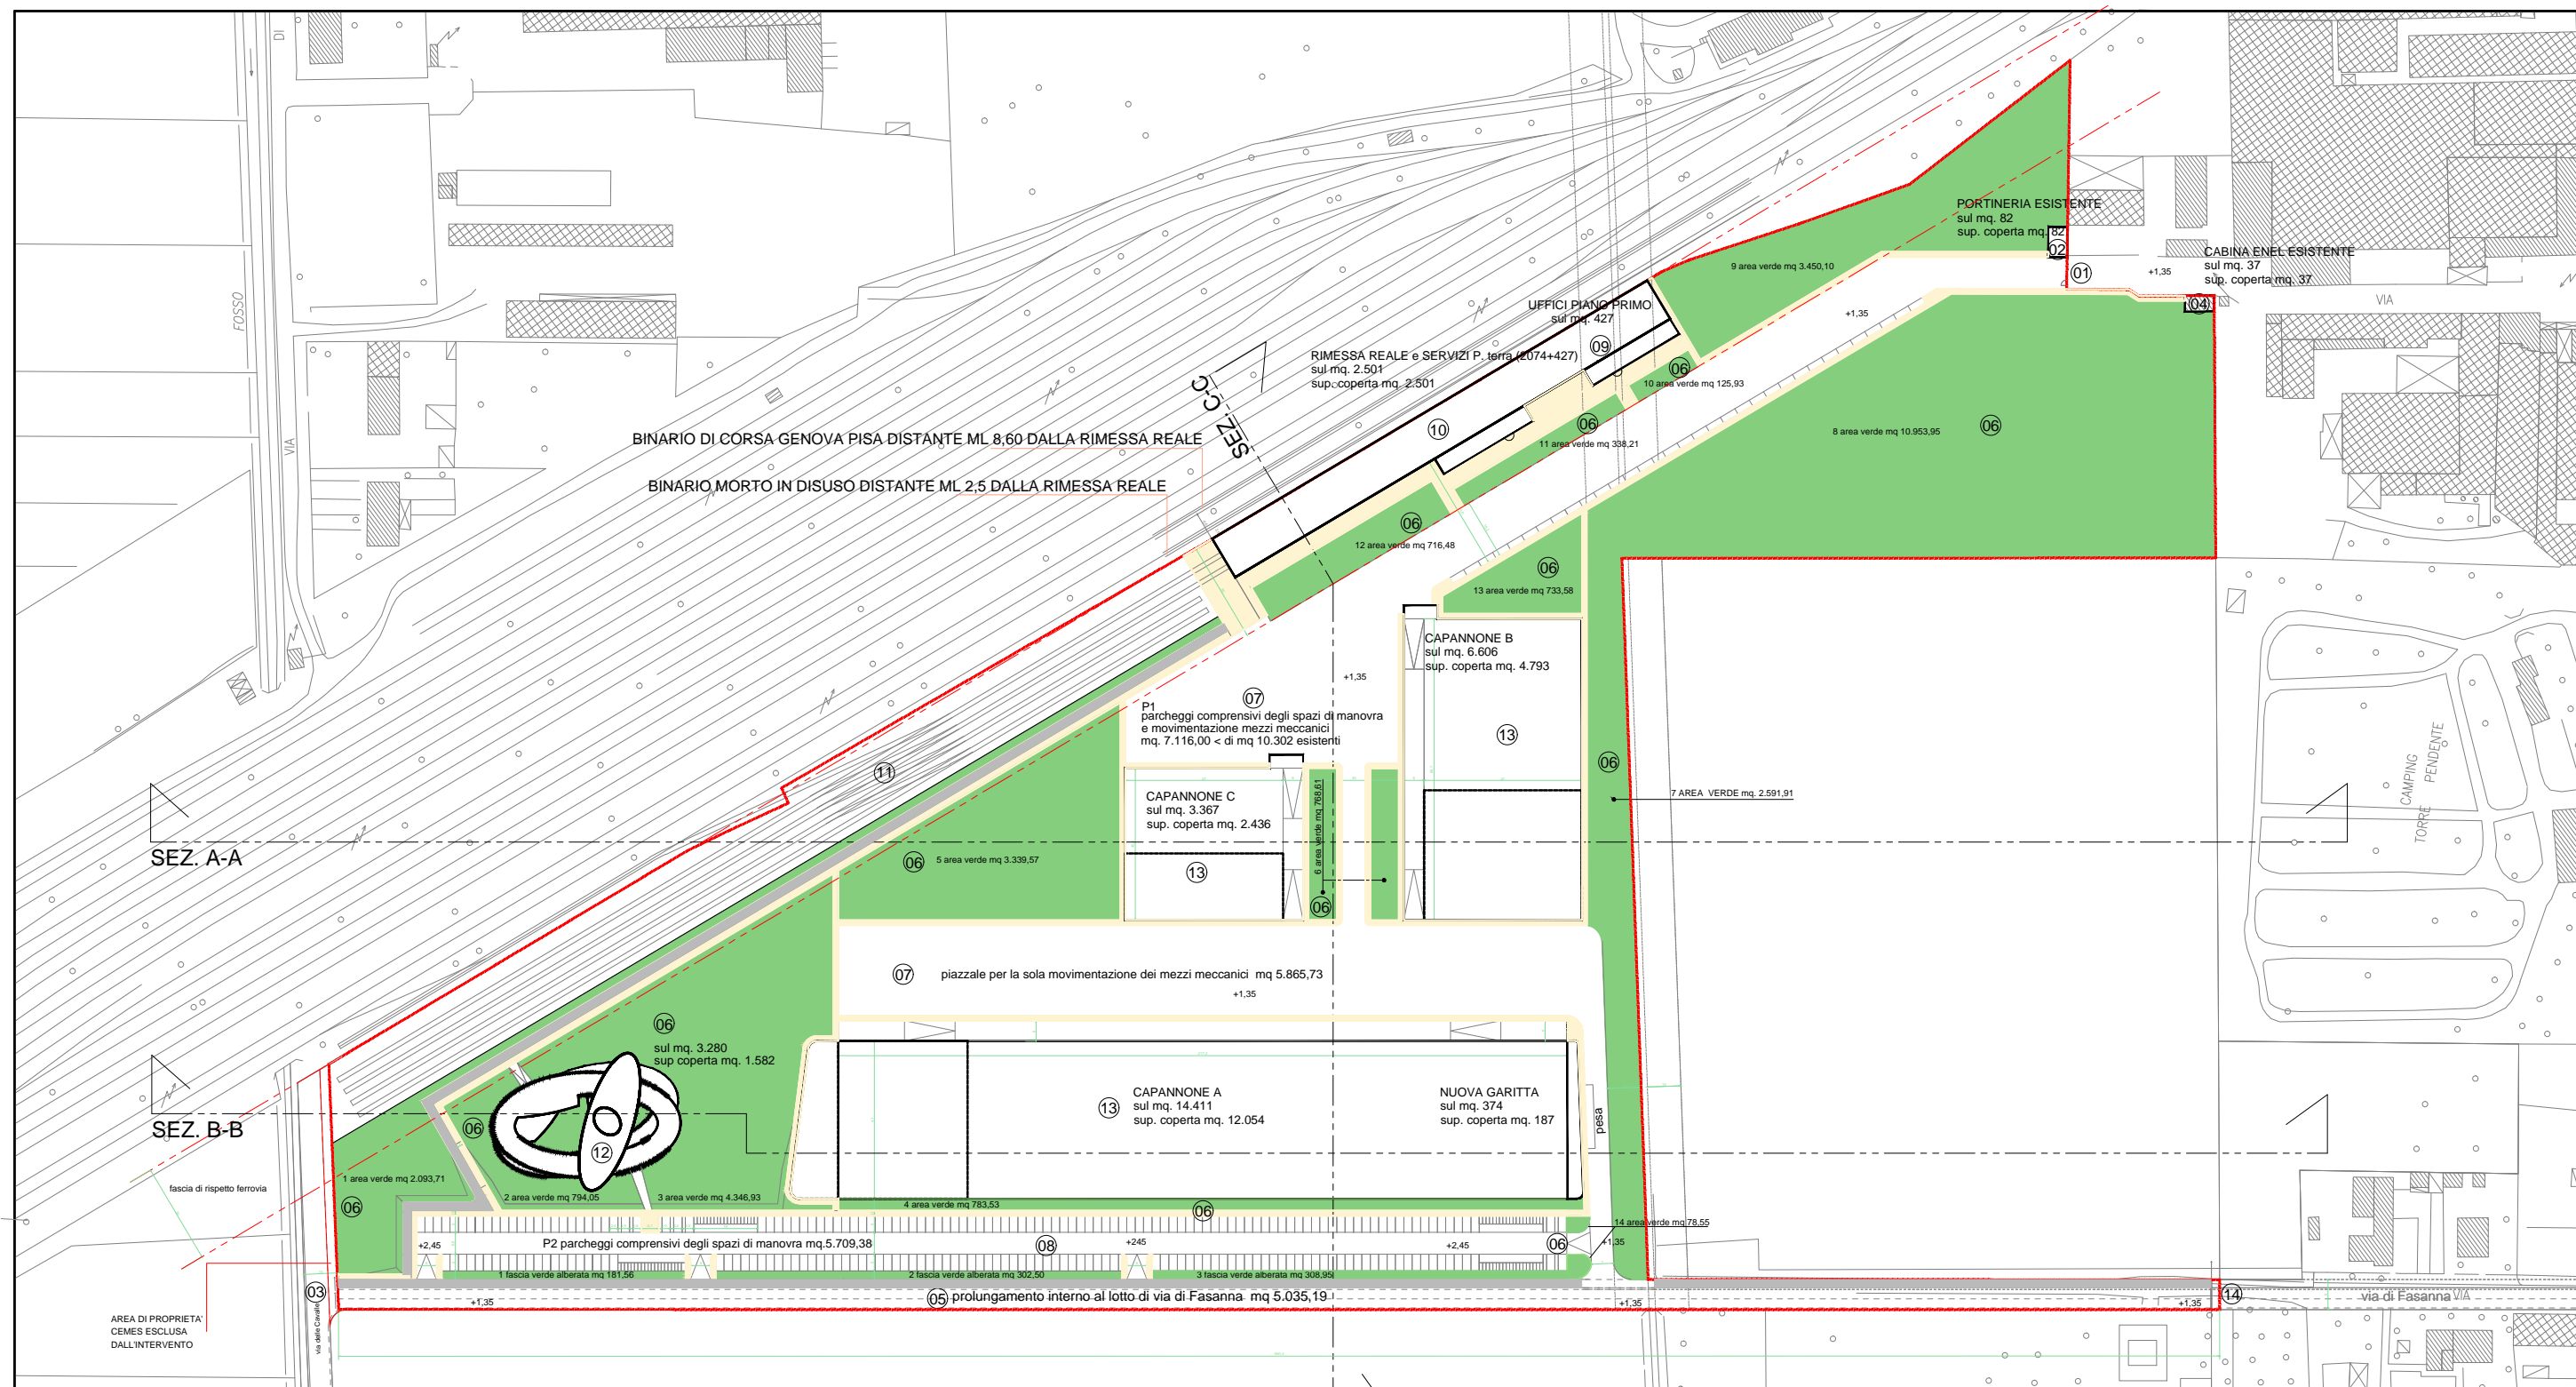 DI
FOSSO
VIA
PORTINERIA ESISTENTE
sul mq. 82
sup. coperta mq. 82
02
01
+1,35
CABINA ENEL ESISTENTE
sul mq. 37
sup. coperta mq. 37
04
VIA
9 area verde mq 3.450,10
UFFICI PIANO PRIMO
sul mq. 427
09
+1,35
RIMESSA REALE e SERVIZI P. terra (2074+427)
sul mq. 2.501
sup. coperta mq. 2.501
06
10 area verde mq 125,93
SEZ. C-C
10
06
11 area verde mq 338,21
8 area verde mq 10.953,95
06
BINARIO DI CORSA GENOVA PISA DISTANTE ML 8,60 DALLA RIMESSA REALE
BINARIO MORTO IN DISUSO DISTANTE ML 2,5 DALLA RIMESSA REALE
06
12 area verde mq 716,48
06
13 area verde mq 733,58
CAPANNONE B
sul mq. 6.606
sup. coperta mq. 4.793
+1,35
07
P1
parcheggi comprensivi degli spazi di manovra
e movimentazione mezzi meccanici
mq. 7.116,00 < di mq 10.302 esistenti
13
06
11
CAPANNONE C
sul mq. 3.367
sup. coperta mq. 2.436
6 area verde mq 768,61
7 AREA VERDE mq. 2.591,91
CAMPING
TORRE PENDENTE
SEZ. A-A
06
5 area verde mq 3.339,57
13
06
07
piazzale per la sola movimentazione dei mezzi meccanici mq 5.865,73
+1,35
06
sul mq. 3.280
sup coperta mq. 1.582
CAPANNONE A
sul mq. 14.411
sup. coperta mq. 12.054
13
NUOVA GARITTA
sul mq. 374
sup. coperta mq. 187
pesa
SEZ. B-B
06
12
fascia di rispetto ferrovia
1 area verde mq 2.093,71
06
2 area verde mq 794,05
3 area verde mq 4.346,93
4 area verde mq 783,53
06
14 area verde mq 78,55
+2,45
P2 parcheggi comprensivi degli spazi di manovra mq.5.709,38
08
+245
+2,45
06
+1,35
1 fascia verde alberata mq 181,56
2 fascia verde alberata mq 302,50
3 fascia verde alberata mq 308,95
03
+1,35
05
prolungamento interno al lotto di via di Fasanna mq 5.035,19
+1,35
+1,35
14
via di Fasanna
VIA
AREA DI PROPRIETA'
CEMES ESCLUSA
DALL'INTERVENTO
via delle Cavalle